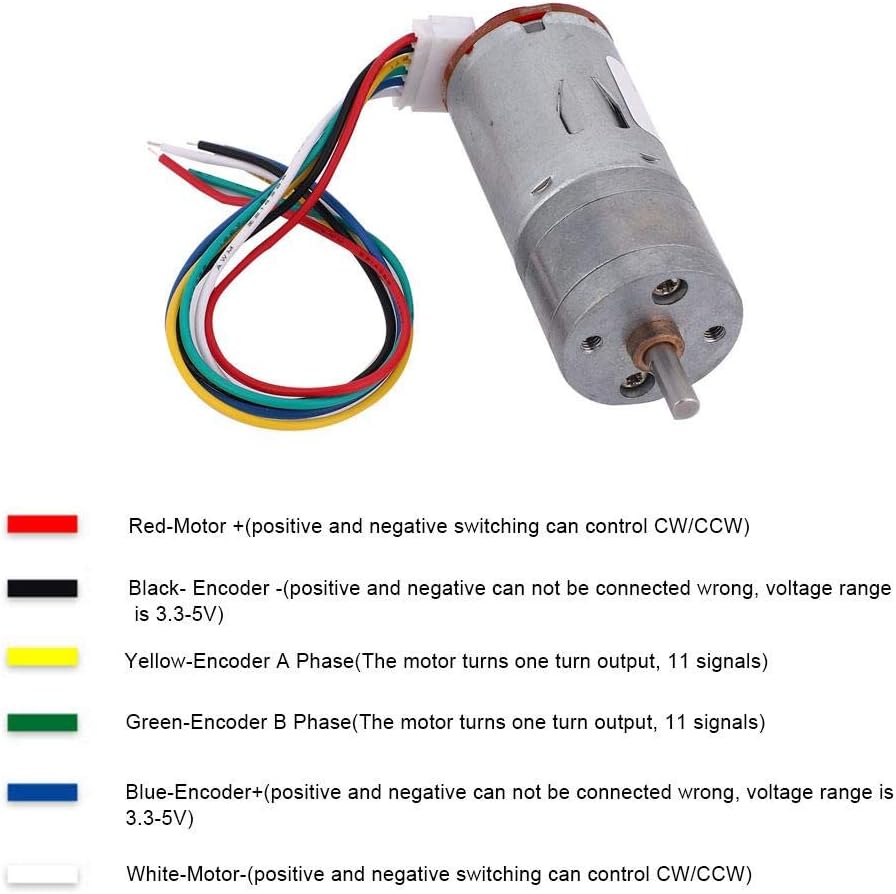 AWM
Red-Motor +(positive and negative switching can control CW/CCW)
Black- Encoder -(positive and negative can not be connected wrong, voltage range
is 3.3-5V)
Yellow-Encoder A Phase(The motor turns one turn output, 11 signals)
Green-Encoder B Phase(The motor turns one turn output, 11 signals)
Blue-Encoder+(positive and negative can not be connected wrong, voltage range is
3.3-5V)
White-Motor-(positive and negative switching can control CW/CCW)